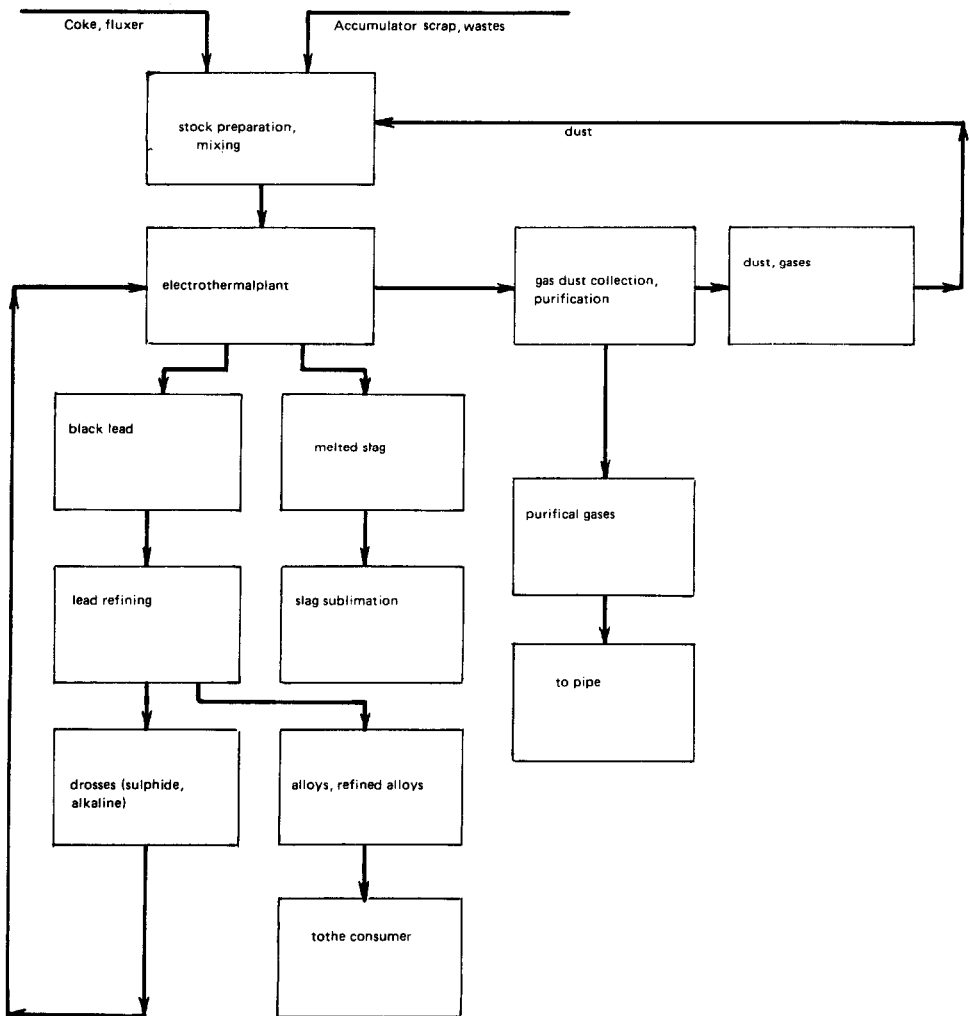 Coke, fluxer
Accumulator scrap, wastes
stock preparation,
mixing
dust
electrothermalplant
gas dust collection,
purification
dust, gases
black lead
melted slag
purifical gases
lead refining
slag sublimation
to pipe
drosses (sulphide,
alkaline)
alloys, refined alloys
tothe consumer